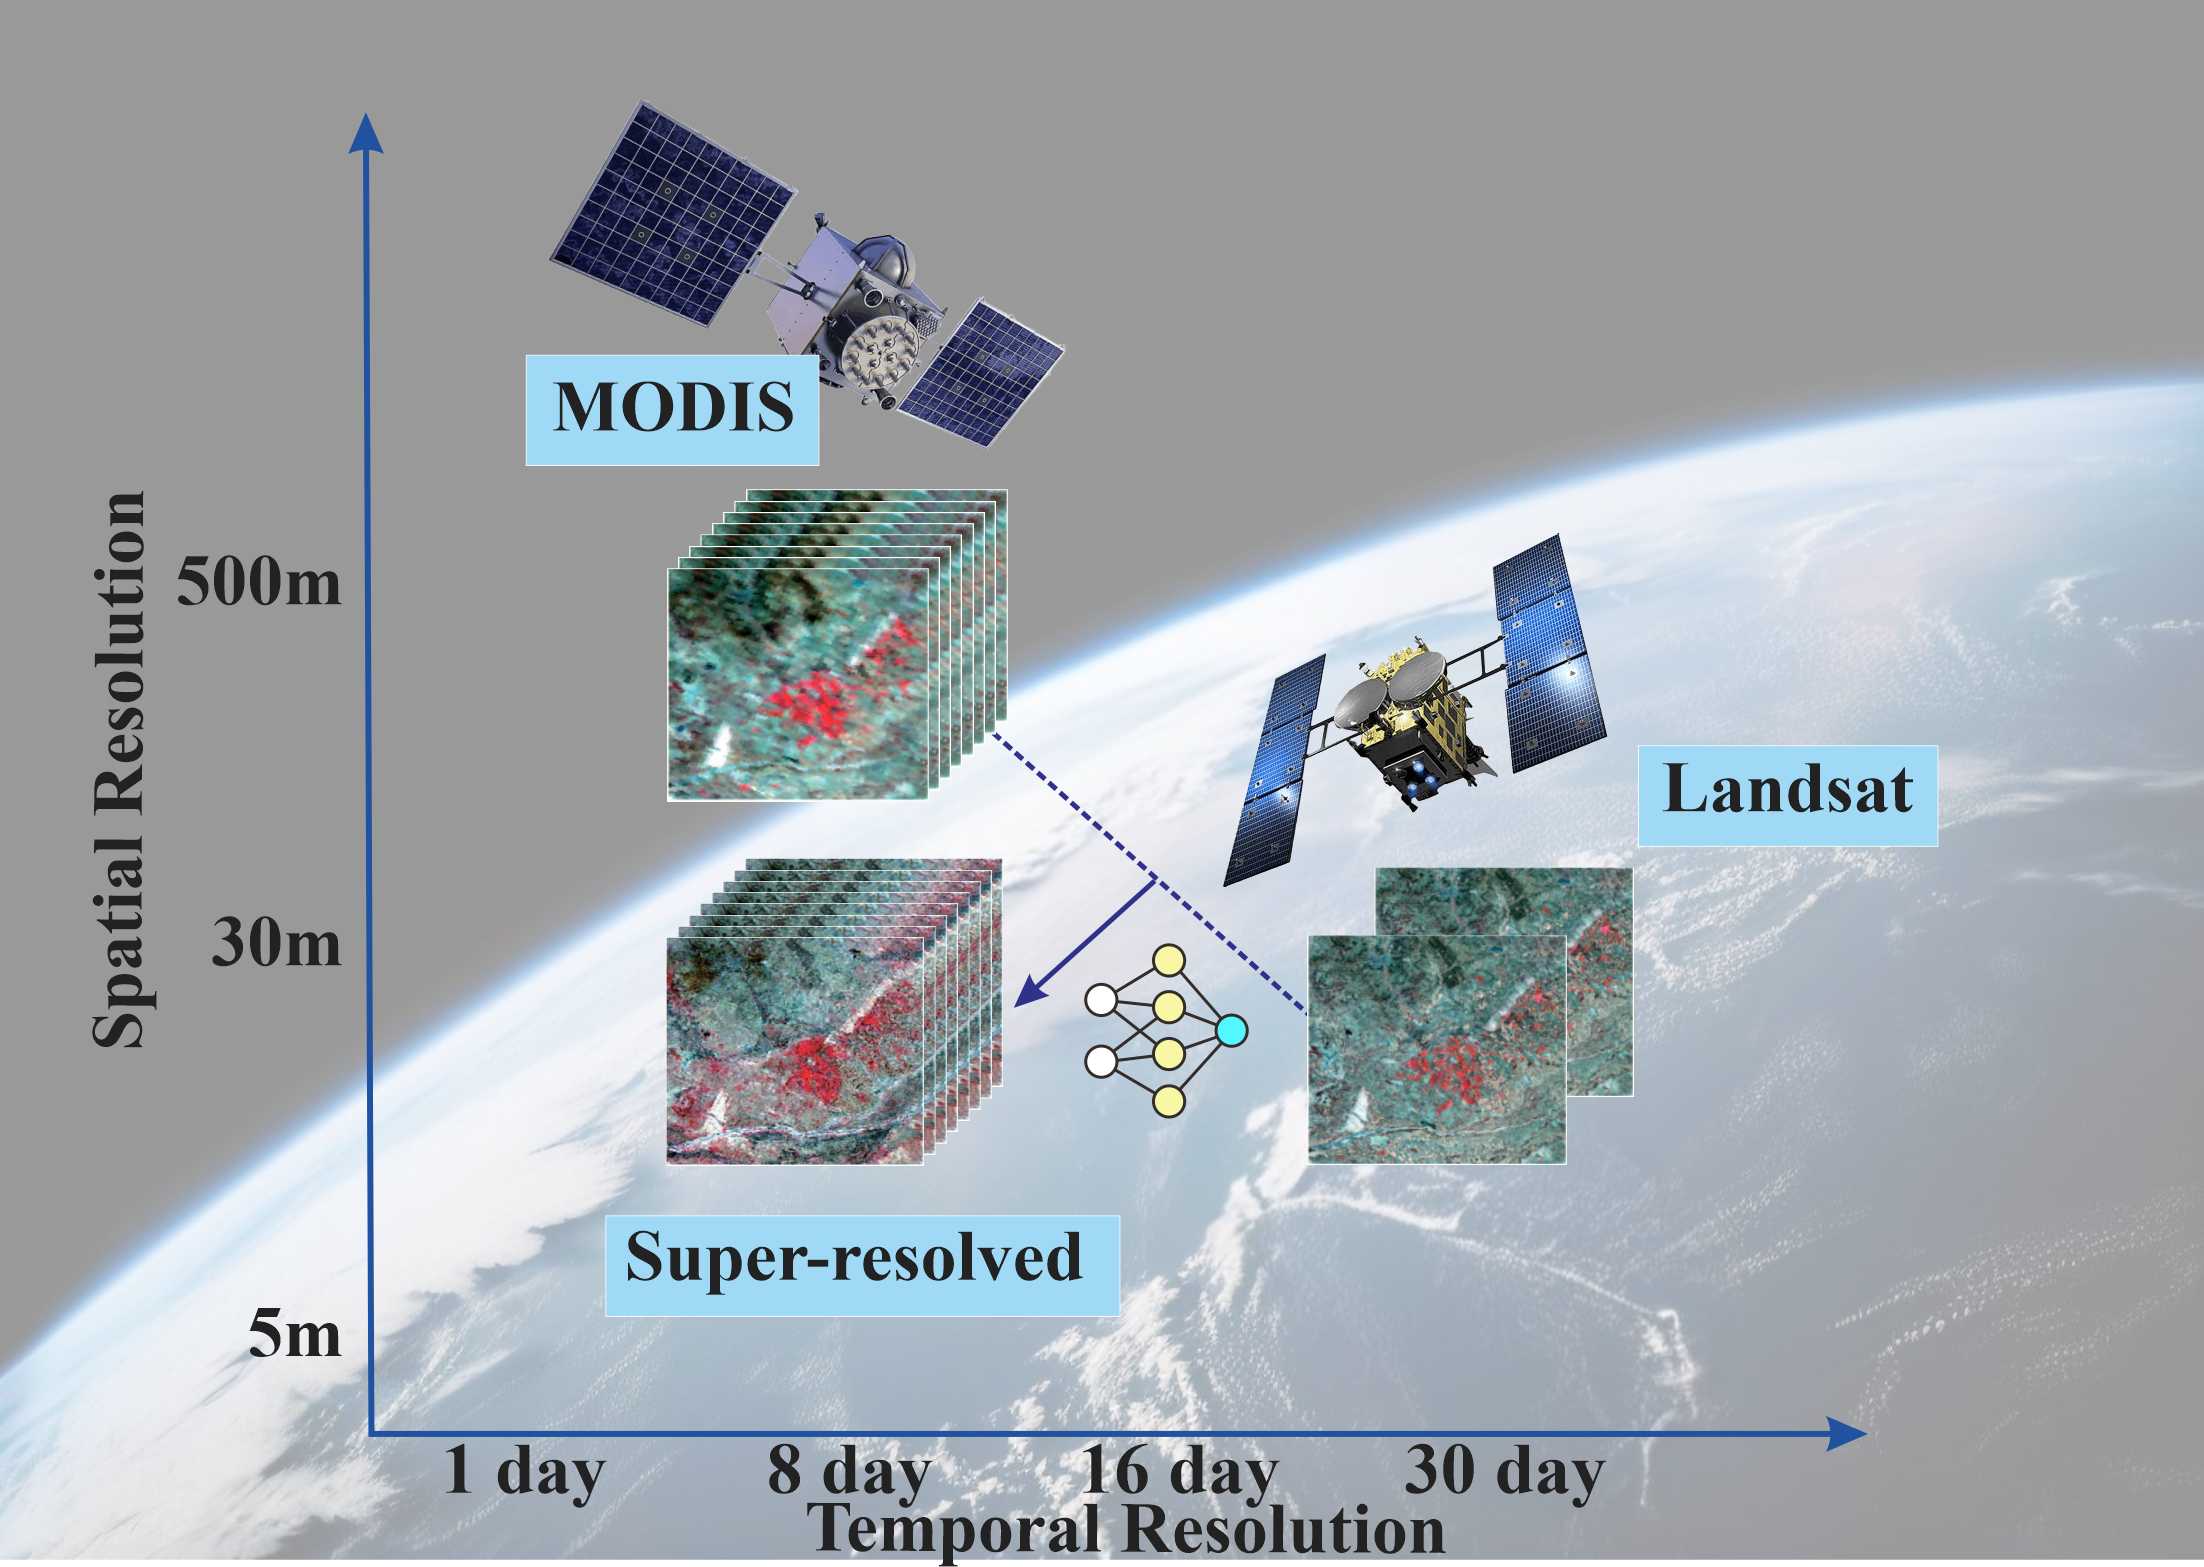 MODIS
Spatial Resolution
500m
Landsat
30m
Super-resolved
5m
1 day
8 day
16 day
30 day
Temporal Resolution